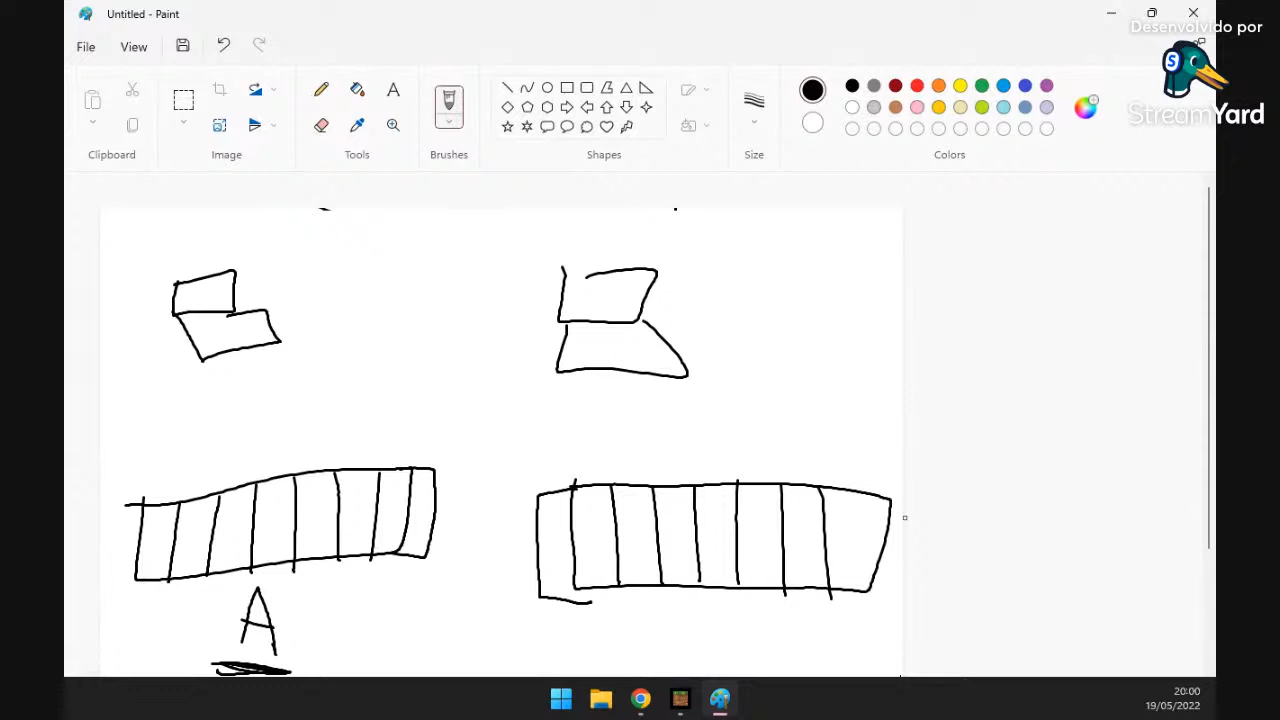 Untitled - Paint
Desenvolvido por
File View
StreamYard
Clipboard Image Tools Brushes Shapes Size Colors
A
20:00
19/05/2022